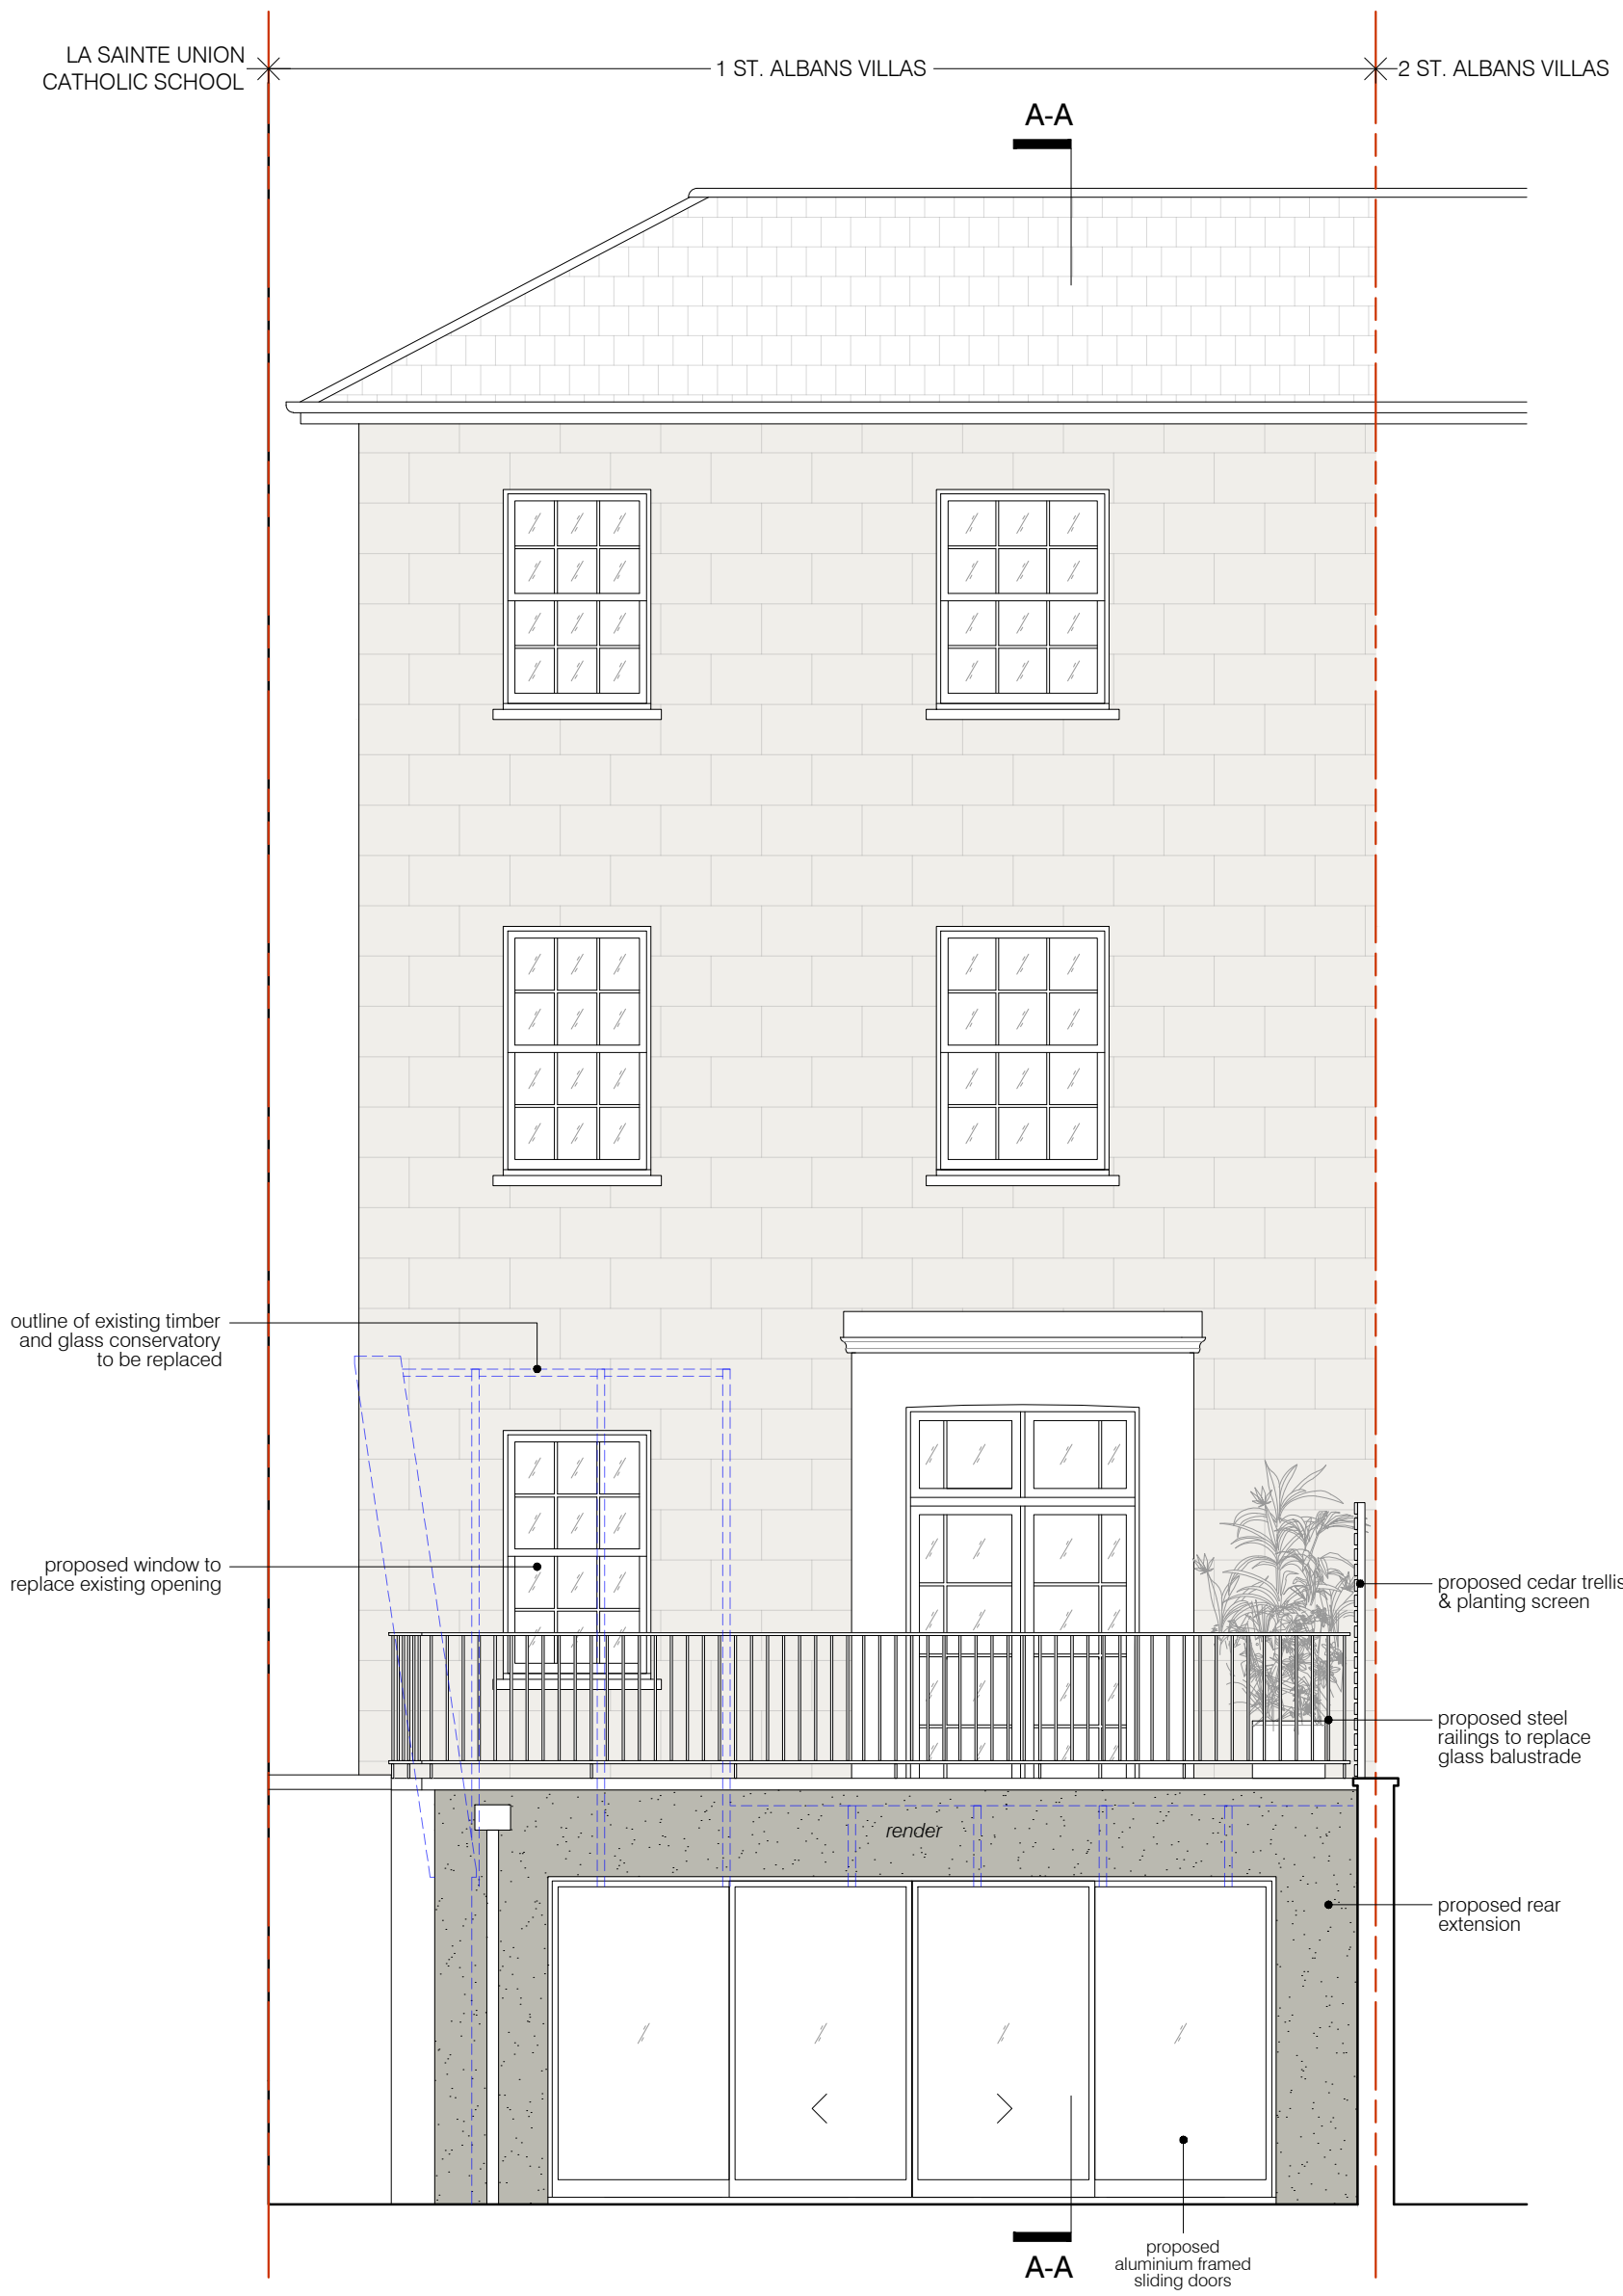 LA SAINTE UNION
CATHOLIC SCHOOL
1 ST. ALBANS VILLAS
2 ST. ALBANS VILLAS
A-A
outline of existing timber
and glass conservatory
to be replaced
proposed window to
replace existing opening
proposed cedar trellis
& planting screen
proposed steel
railings to replace
glass balustrade
render
proposed rear
extension
A-A
proposed
aluminium framed
sliding doors